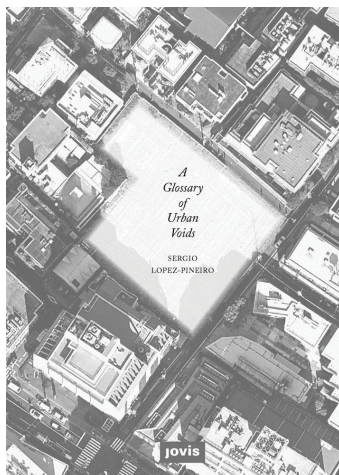 A
Glossary
of
Urban
Voids
SERGIO
LOPEZ-PINEIRO
jovis